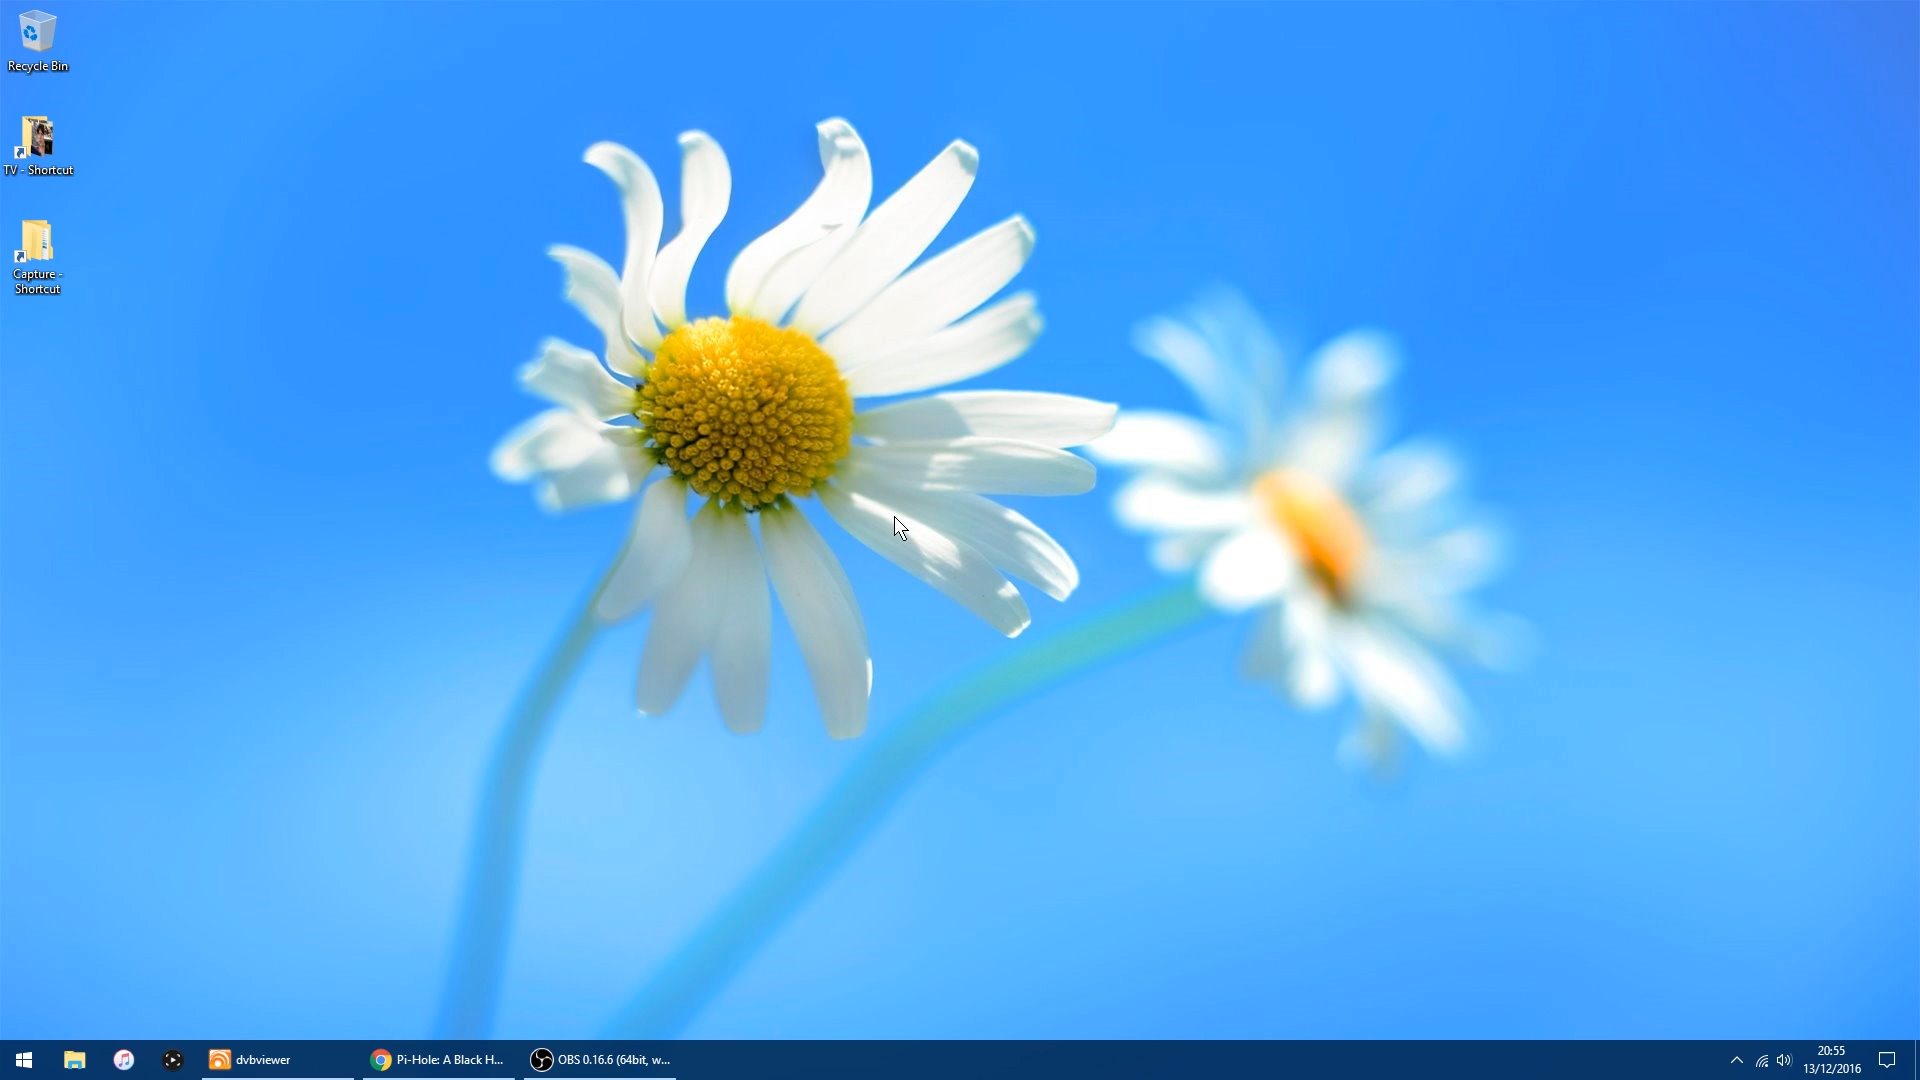 Recycle Bin
TV - Shortcut
Capture -
Shortcut
dvbviewer
Pi-Hole: A Black H...
OBS 0.16.6 (64bit, w...
20:55
13/12/2016